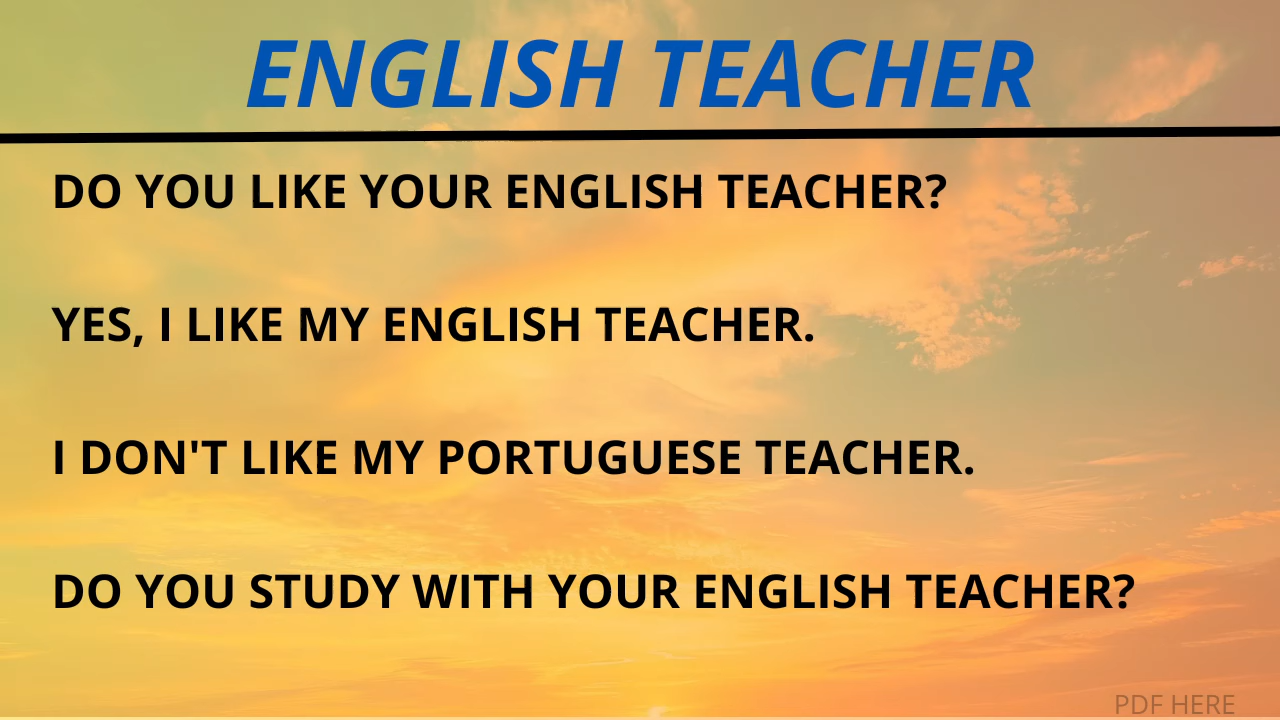 ENGLISH TEACHER
DO YOU LIKE YOUR ENGLISH TEACHER?
YES, I LIKE MY ENGLISH TEACHER.
I DON'T LIKE MY PORTUGUESE TEACHER.
DO YOU STUDY WITH YOUR ENGLISH TEACHER?
PDF HERE